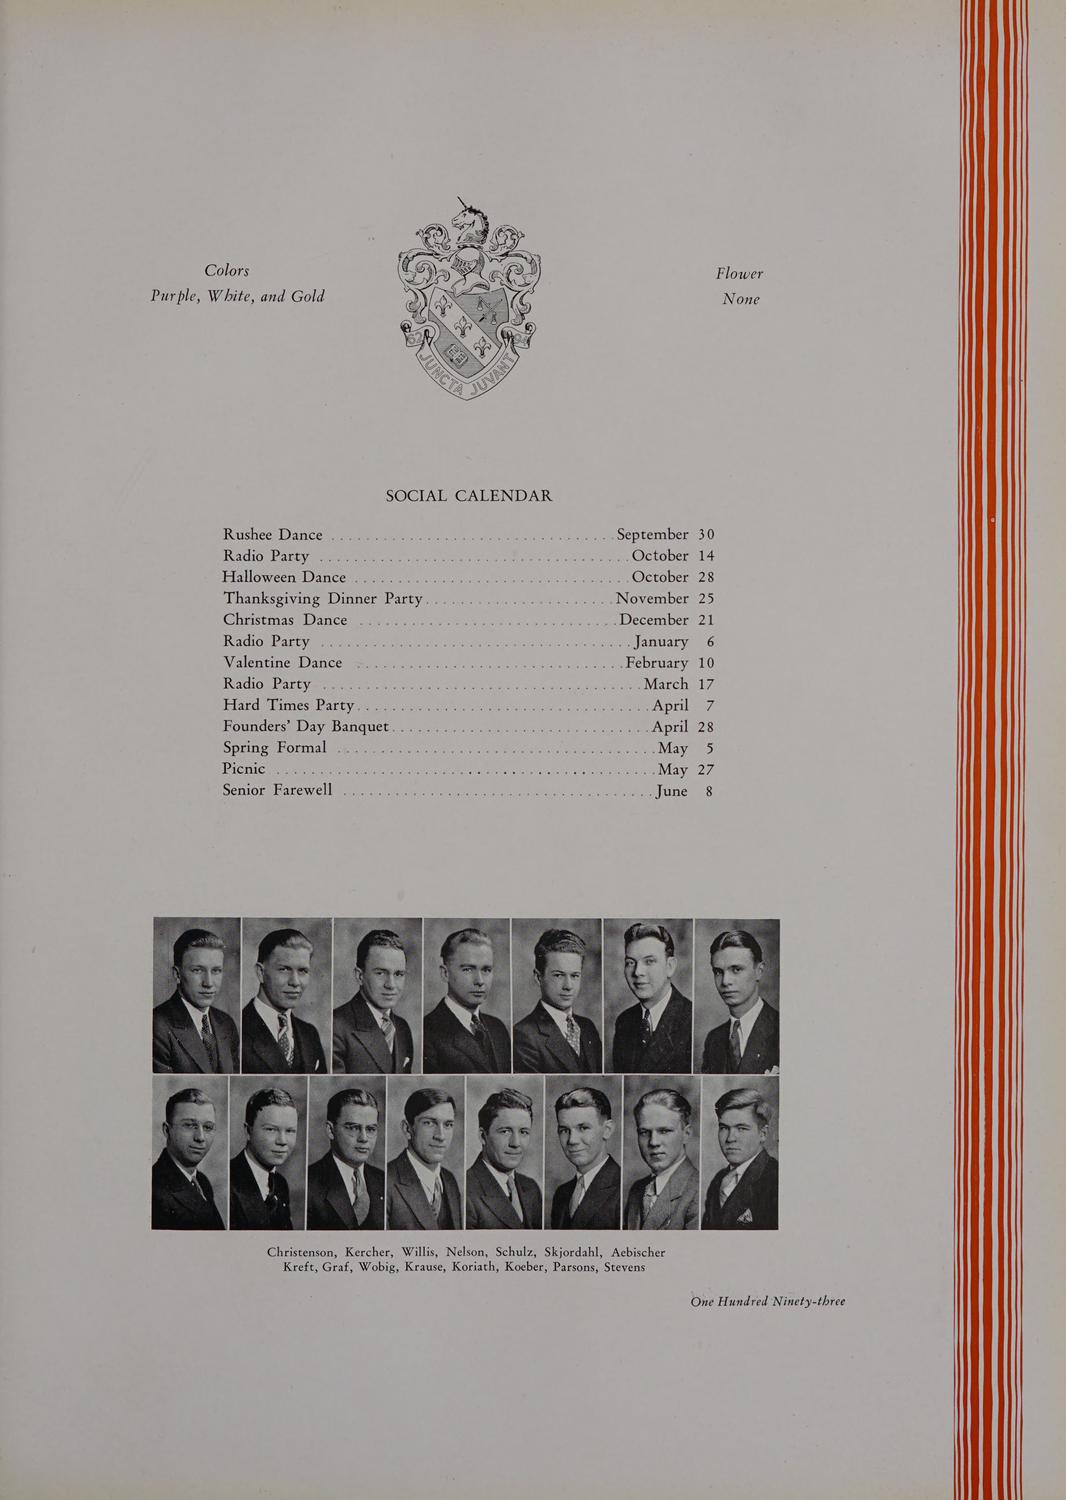 Colors
Purple, White, and Gold
Flower
None
JUNCTA JUVANT
SOCIAL CALENDAR
Rushee Dance . . . . . . . . . . . . . . . . . . . . September 30
Radio Party . . . . . . . . . . . . . . . . . . . . October 14
Halloween Dance . . . . . . . . . . . . . . . . . . . . October 28
Thanksgiving Dinner Party . . . . . . . . . . . . . . . . . . . . November 25
Christmas Dance . . . . . . . . . . . . . . . . . . . . December 21
Radio Party . . . . . . . . . . . . . . . . . . . . January 6
Valentine Dance . . . . . . . . . . . . . . . . . . . . February 10
Radio Party . . . . . . . . . . . . . . . . . . . . March 17
Hard Times Party . . . . . . . . . . . . . . . . . . . . April 7
Founders' Day Banquet . . . . . . . . . . . . . . . . . . . . April 28
Spring Formal . . . . . . . . . . . . . . . . . . . . May 5
Picnic . . . . . . . . . . . . . . . . . . . . May 27
Senior Farewell . . . . . . . . . . . . . . . . . . . . June 8
Christenson, Kercher, Willis, Nelson, Schulz, Skjordahl, Aebischer
Kreft, Graf, Wobig, Krause, Koriath, Koeber, Parsons, Stevens
One Hundred Ninety-three